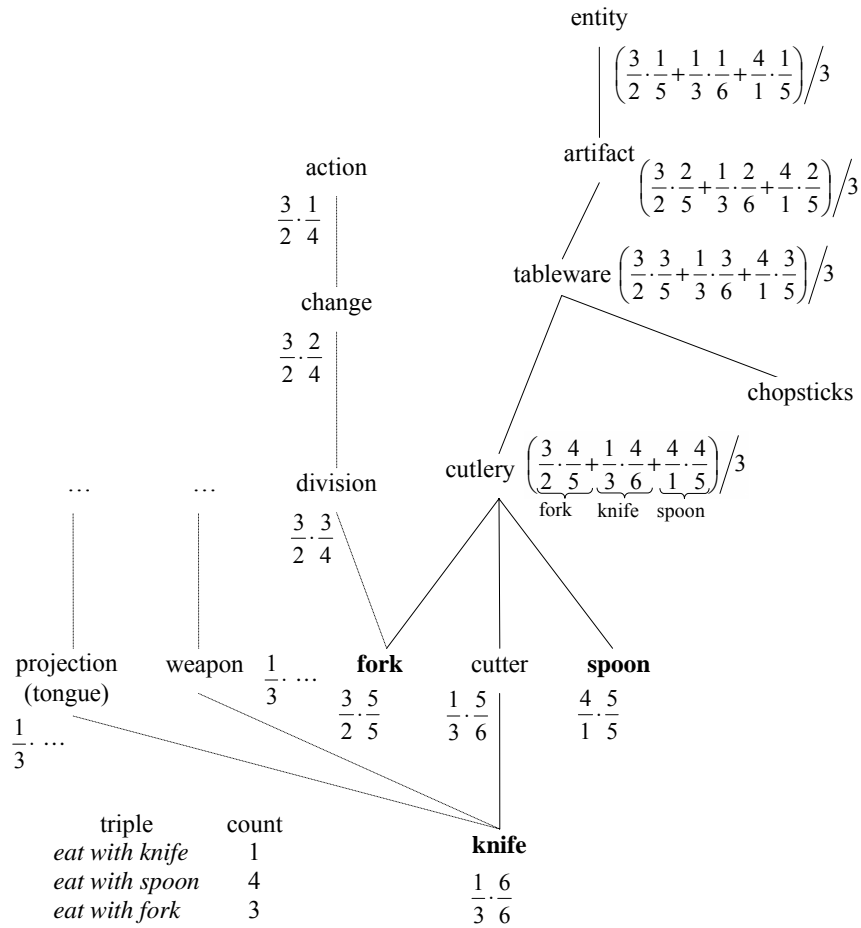 entity
(3/2 · 1/5 + 1/3 · 1/6 + 4/1 · 1/5)/3
artifact
(3/2 · 2/5 + 1/3 · 2/6 + 4/1 · 2/5)/3
action
3/2 · 1/4
tableware (3/2 · 3/5 + 1/3 · 3/6 + 4/1 · 3/5)/3
change
3/2 · 2/4
chopsticks
cutlery (3/2 · 4/5 + 1/3 · 4/6 + 4/1 · 4/5)/3
fork knife spoon
... ... division
3/2 · 3/4
projection
(tongue)
1/3 · ...
weapon
1/3 · ...
fork
3/2 · 5/5
cutter
1/3 · 5/6
spoon
4/1 · 5/5
knife
1/3 · 6/6
triple count
eat with knife 1
eat with spoon 4
eat with fork 3